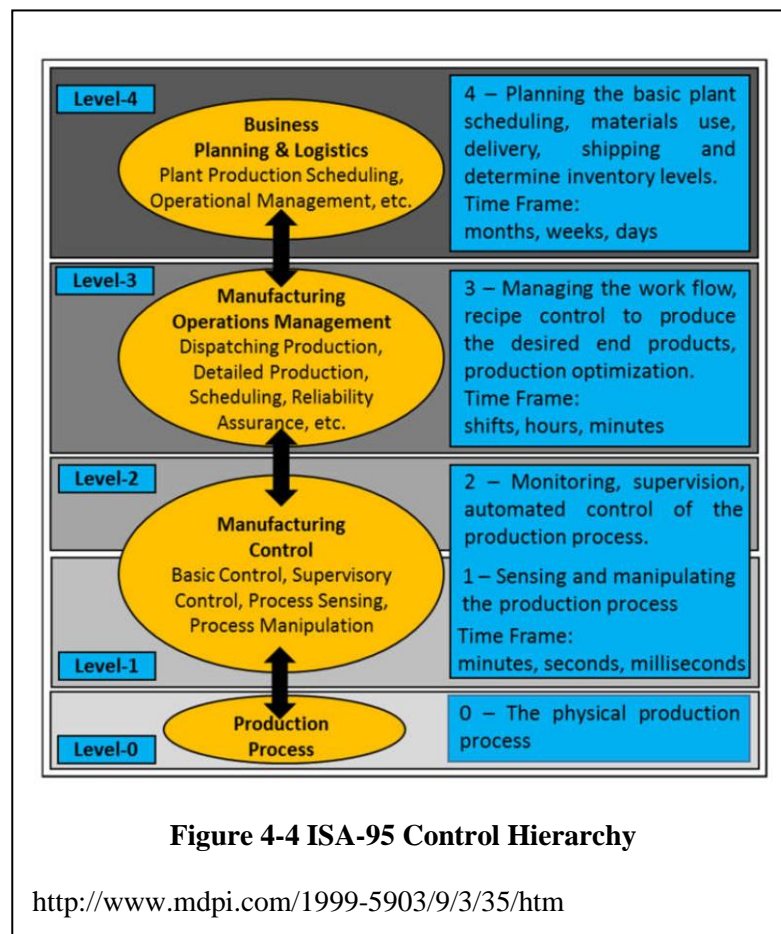 Level-4
Business
Planning & Logistics
Plant Production Scheduling,
Operational Management, etc.
4 – Planning the basic plant
scheduling, materials use,
delivery, shipping and
determine inventory levels.
Time Frame:
months, weeks, days
Level-3
Manufacturing
Operations Management
Dispatching Production,
Detailed Production,
Scheduling, Reliability
Assurance, etc.
3 – Managing the work flow,
recipe control to produce
the desired end products,
production optimization.
Time Frame:
shifts, hours, minutes
Level-2
Manufacturing
Control
Basic Control, Supervisory
Control, Process Sensing,
Process Manipulation
2 – Monitoring, supervision,
automated control of the
production process.
1 – Sensing and manipulating
the production process
Time Frame:
minutes, seconds, milliseconds
Level-1
Production
Process
Level-0
0 – The physical production
process
Figure 4-4 ISA-95 Control Hierarchy
http://www.mdpi.com/1999-5903/9/3/35/htm